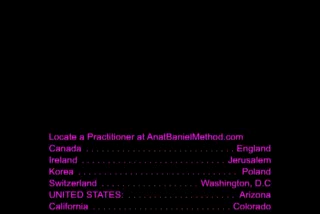 Locate a Practitioner at AnatBanielMethod.com
Canada . . . . . . . . . . . . . . . . . . . . . . . . . . . . . . England
Ireland . . . . . . . . . . . . . . . . . . . . . . . . . . . . . Jerusalem
Korea . . . . . . . . . . . . . . . . . . . . . . . . . . . . . . . . Poland
Switzerland . . . . . . . . . . . . . . . . . . . . Washington, D.C
UNITED STATES: . . . . . . . . . . . . . . . . . . . . . . . Arizona
California . . . . . . . . . . . . . . . . . . . . . . . . . . . . Colorado